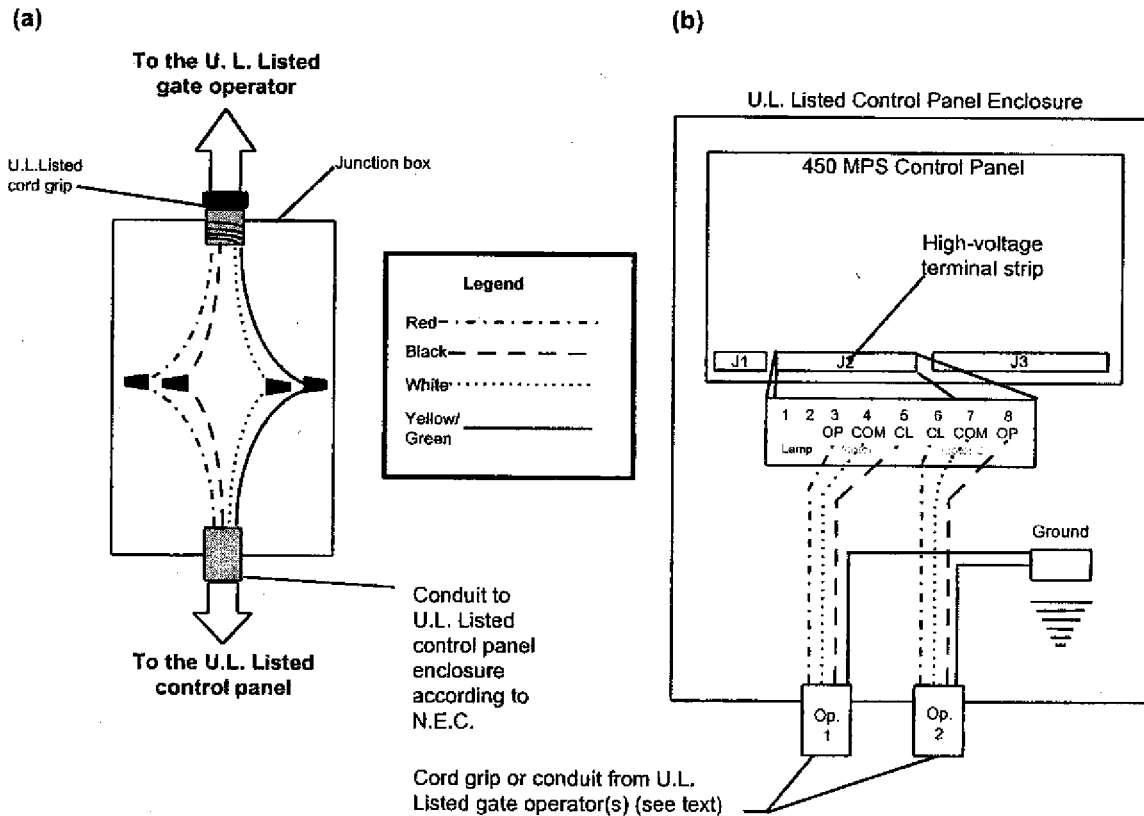 (a)
To the U. L. Listed
gate operator
U.L.Listed
cord grip
Junction box
Legend
Red
Black
White
Yellow/
Green
Conduit to
U.L. Listed
control panel
enclosure
according to
N.E.C.
To the U.L. Listed
control panel
(b)
U.L. Listed Control Panel Enclosure
450 MPS Control Panel
High-voltage
terminal strip
J1 J2 J3
1 2 3 4 5 6 7 8
OP COM CL CL COM OP
Lamp
Ground
Op.
1
Op.
2
Cord grip or conduit from U.L.
Listed gate operator(s) (see text)